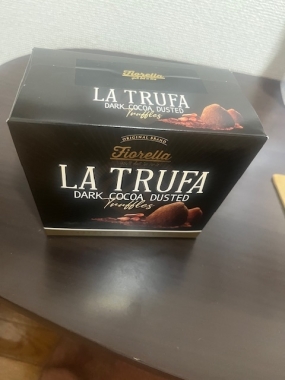 Fiorella
LA TRUFA
DARK COCOA DUSTED
Truffles
ORIGINAL BRAND
Fiorella
LA TRUFA
DARK COCOA DUSTED
Truffles